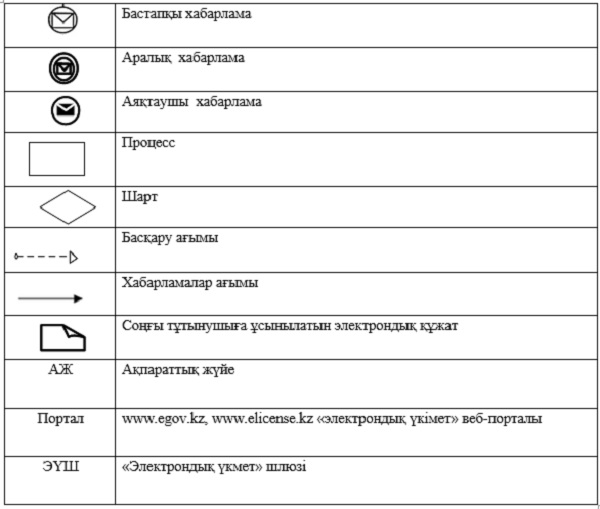 Бастапқы хабарлама
Аралық хабарлама
Аяқтаушы хабарлама
Процесс
Шарт
Басқару ағымы
Хабарламалар ағымы
Соңғы тұтынушыға ұсынылатын электрондық құжат
АЖ Ақпараттық жүйе
Портал www.egov.kz, www.elicense.kz «электрондық үкімет» веб-порталы
ЭҮШ «Электрондық үкмет» шлюзі